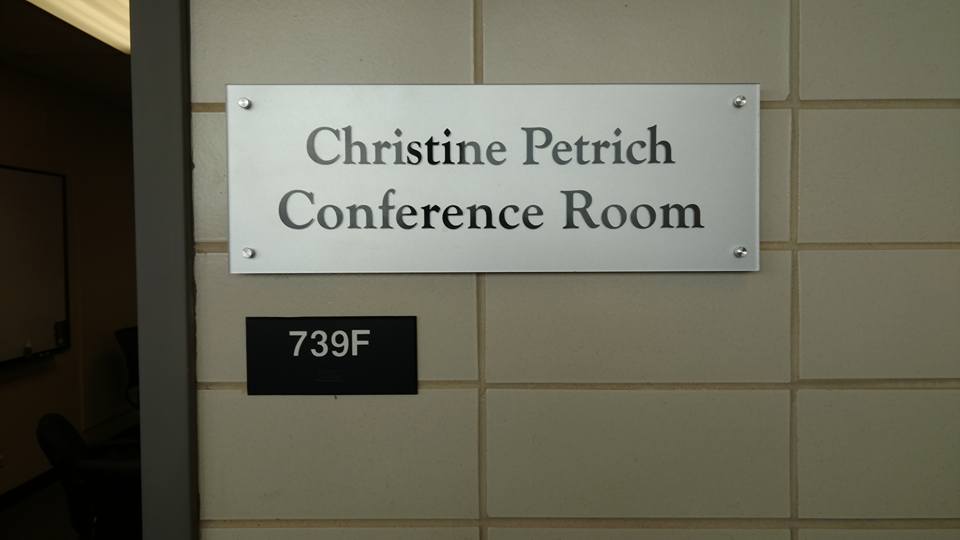 Christine Petrich
Conference Room
739F